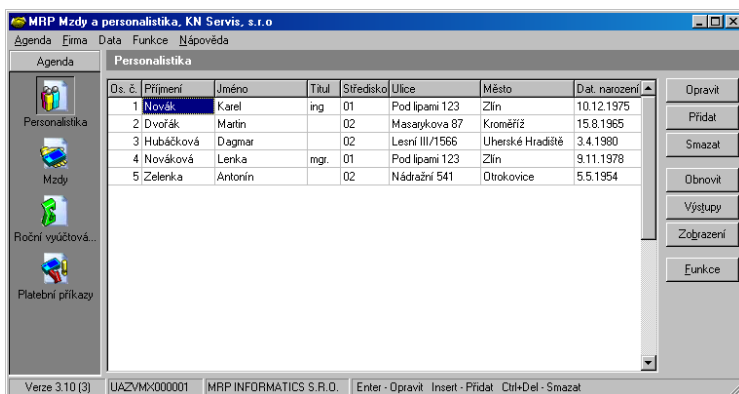 MRP Mzdy a personalistika, KN Servis, s.r.o
Agenda Firma Data Funkce Nápověda
Agenda Personalistika
Os. č. Příjmení Jméno Titul Středisko Ulice Město Dat. narození
1 Novák Karel ing 01 Pod lipami 123 Zlín 10.12.1975
2 Dvořák Martin 02 Masarykova 87 Kroměříž 15.8.1965
3 Hubáčková Dagmar 02 Lesní III/1566 Uherské Hradiště 3.4.1980
4 Nováková Lenka mgr. 01 Pod lipami 123 Zlín 9.11.1978
5 Zelenka Antonín 02 Nádražní 541 Otrokovice 5.5.1954
Personalistika
Mzdy
Roční vyúčtová...
Platební příkazy
Opravit
Přidat
Smazat
Obnovit
Výstupy
Zobrazení
Funkce
Verze 3.10 (3) UAZVMX000001 MRP INFORMATICS S.R.O. Enter - Opravit Insert - Přidat Ctrl+Del - Smazat